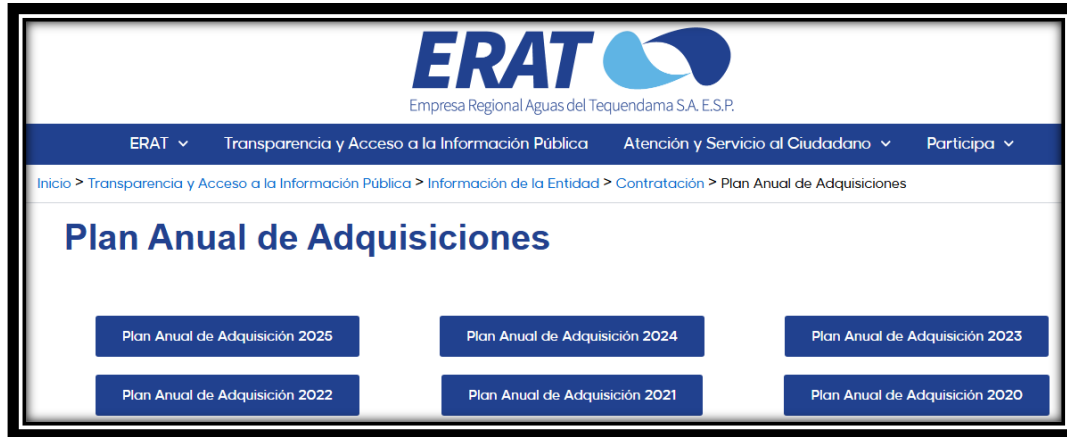 ERAT
Empresa Regional Aguas del Tequendama S.A. E.S.P.
ERAT Transparencia y Acceso a la Información Pública Atención y Servicio al Ciudadano Participa
Inicio > Transparencia y Acceso a la Información Pública > Información de la Entidad > Contratación > Plan Anual de Adquisiciones
Plan Anual de Adquisiciones
Plan Anual de Adquisición 2025 Plan Anual de Adquisición 2024 Plan Anual de Adquisición 2023
Plan Anual de Adquisición 2022 Plan Anual de Adquisición 2021 Plan Anual de Adquisición 2020